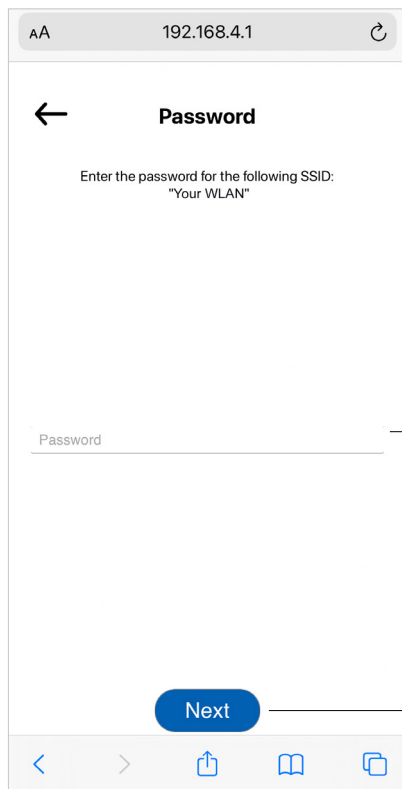 AA
192.168.4.1
Password
Enter the password for the following SSID:
"Your WLAN"
Password
Next